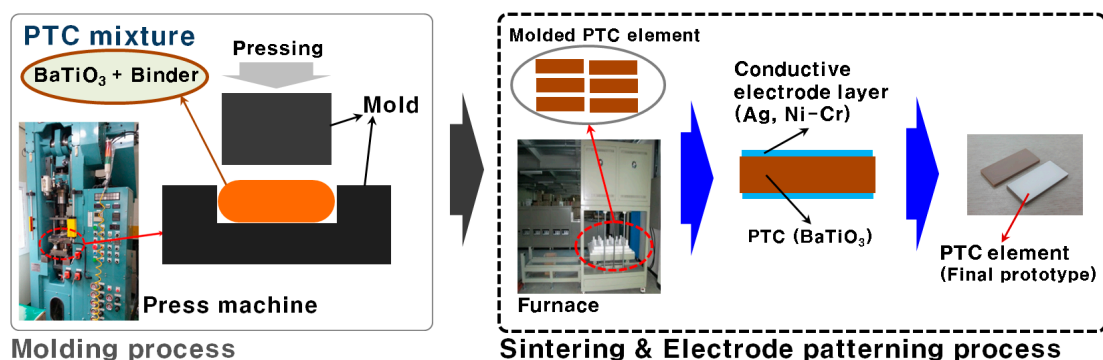 PTC mixture
BaTiO₃ + Binder
Pressing
Mold
Press machine
Molding process
Molded PTC element
Furnace
Conductive
electrode layer
(Ag, Ni-Cr)
PTC (BaTiO₃)
PTC element
(Final prototype)
Sintering & Electrode patterning process